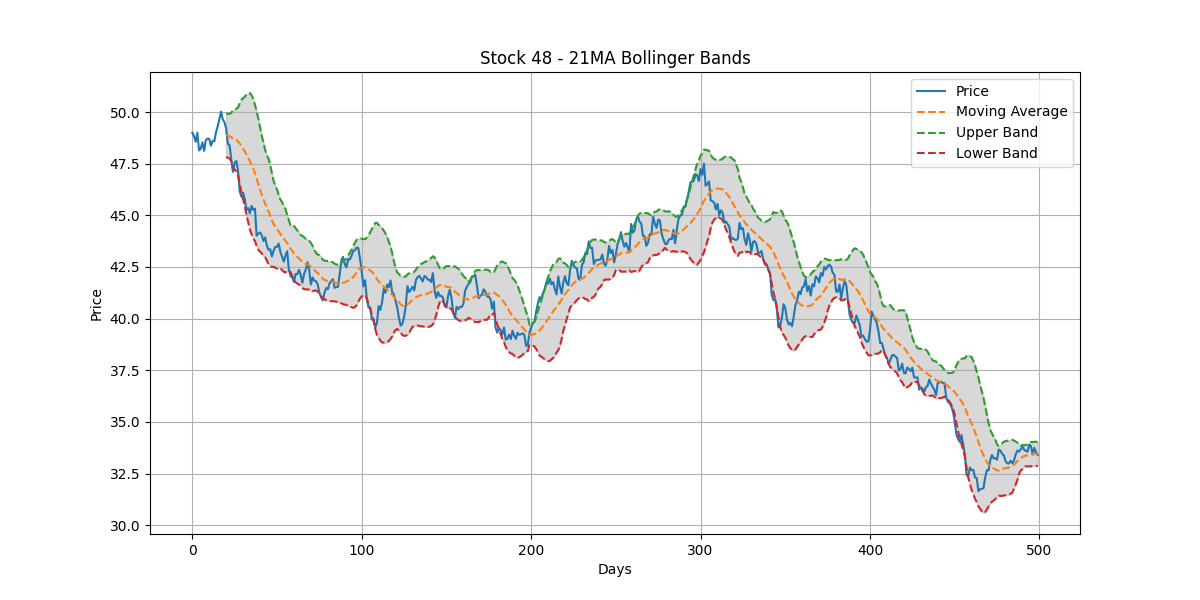 Stock 48 - 21MA Bollinger Bands
Price
Moving Average
Upper Band
Lower Band
50.0
47.5
45.0
42.5
40.0
37.5
35.0
32.5
30.0
Price
0 100 200 300 400 500
Days